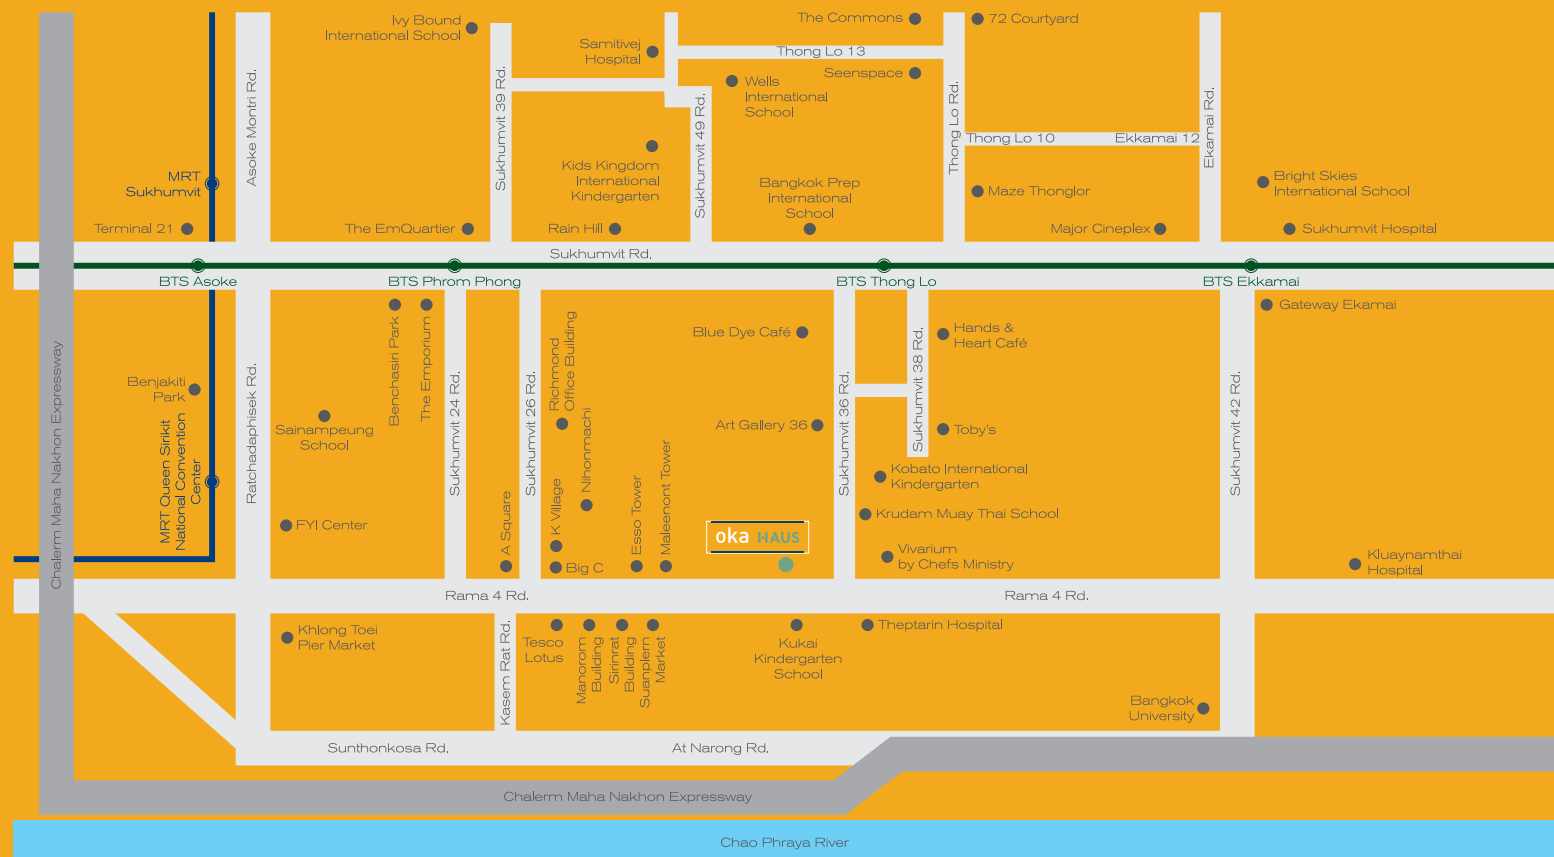 Ivy Bound
International School
Samitivej
Hospital
The Commons
72 Courtyard
Thong Lo 13
Seenspace
Wells
International
School
Asoke Montri Rd.
Sukhumvit 39 Rd.
Sukhumvit 49 Rd.
Thong Lo Rd.
Ekamai Rd.
Thong Lo 10
Ekkamai 12
MRT
Sukhumvit
Kids Kingdom
International
Kindergarten
Bangkok Prep
International
School
Maze Thonglor
Bright Skies
International School
Terminal 21
The EmQuartier
Rain Hill
Major Cineplex
Sukhumvit Hospital
Sukhumvit Rd.
BTS Asoke
BTS Phrom Phong
BTS Thong Lo
BTS Ekkamai
Chalerm Maha Nakhon Expressway
Benjakiti
Park
MRT Queen Sirikit
National Convention
Center
Ratchadaphisek Rd.
Sainampeung
School
FYI Center
Benchasiri Park
The Emporium
Sukhumvit 24 Rd.
A Square
Sukhumvit 26 Rd.
Richmond
Office Building
Nihonmachi
K Village
Big C
Esso Tower
Maleenont Tower
Blue Dye Café
Art Gallery 36
oka HAUS
Sukhumvit 36 Rd.
Sukhumvit 38 Rd.
Hands &
Heart Café
Toby's
Kobato International
Kindergarten
Krudam Muay Thai School
Vivarium
by Chefs Ministry
Sukhumvit 42 Rd.
Gateway Ekamai
Kluaynamthai
Hospital
Rama 4 Rd.
Rama 4 Rd.
Khlong Toei
Pier Market
Kasem Rat Rd.
Tesco
Lotus
Manorom
Building
Sirinrat
Building
Suanplern
Market
Kukai
Kindergarten
School
Theptarin Hospital
Bangkok
University
Sunthonkosa Rd.
At Narong Rd.
Chalerm Maha Nakhon Expressway
Chao Phraya River